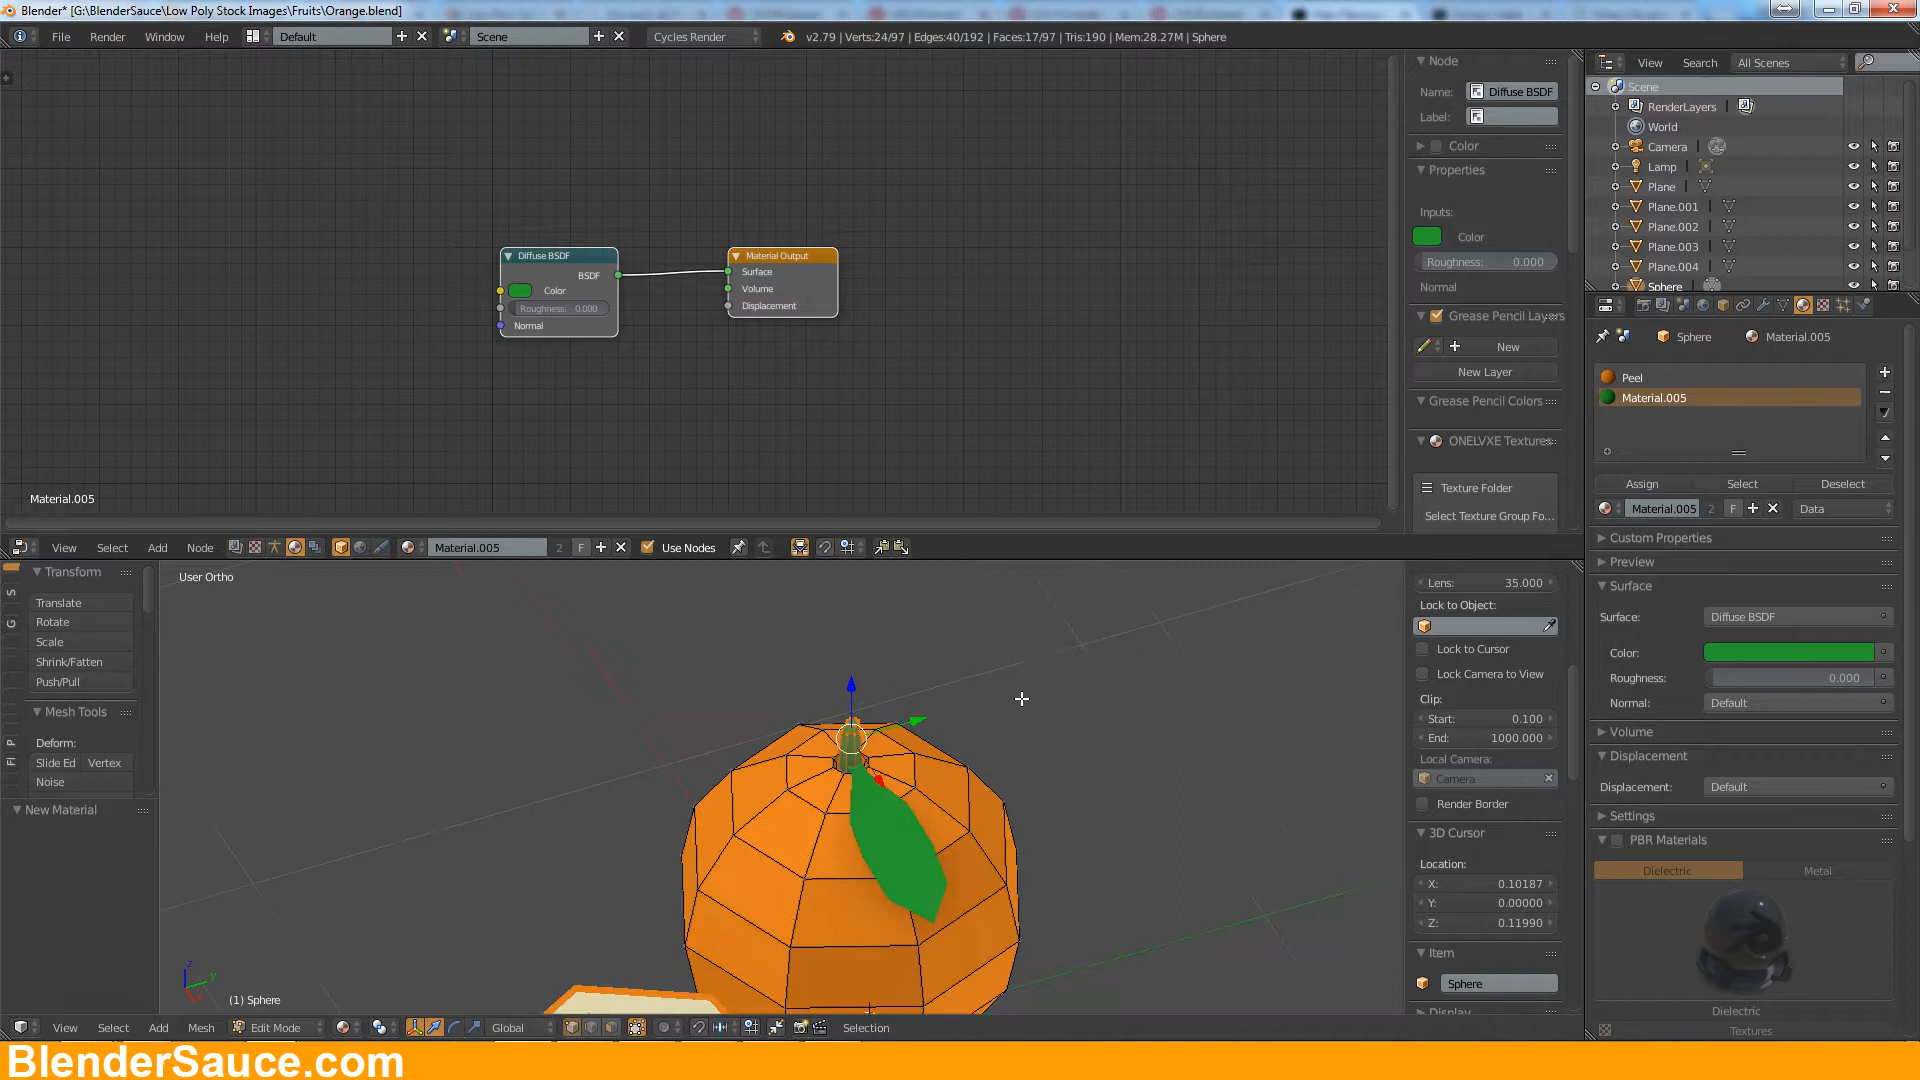 Blender* [G:\BlenderSauce\Low Poly Stock Images\Fruits\Orange.blend]
File Render Window Help Default Scene Cycles Render v2.79 | Verts:24/97 | Edges:40/192 | Faces:17/97 | Tris:190 | Mem:28.27M | Sphere
Diffuse BSDF
BSDF
Color
Roughness: 0.000
Normal
Material Output
Surface
Volume
Displacement
Material.005
Node
Name: Diffuse BSDF
Label:
Color
Properties
Inputs:
Color
Roughness: 0.000
Normal
Grease Pencil Layers
New
New Layer
Grease Pencil Colors
ONELVXE Textures
Texture Folder
Select Texture Group Fo...
View Search All Scenes
Scene
RenderLayers
World
Camera
Lamp
Plane
Plane.001
Plane.002
Plane.003
Plane.004
Sphere
Sphere Material.005
Peel
Material.005
Assign Select Deselect
Material.005 2 F Data
Custom Properties
Preview
Surface
Surface: Diffuse BSDF
Color:
Roughness: 0.000
Normal: Default
Volume
Displacement
Displacement: Default
Settings
PBR Materials
Dielectric Metal
Dielectric
Textures
View Select Add Node Material.005 2 F Use Nodes
Transform
Translate
Rotate
Scale
Shrink/Fatten
Push/Pull
Mesh Tools
Deform:
Slide Ed Vertex
Noise
New Material
S
G
P
FI
User Ortho
z
y
(1) Sphere
Lens: 35.000
Lock to Object:
Lock to Cursor
Lock Camera to View
Clip:
Start: 0.100
End: 1000.000
Local Camera:
Camera
Render Border
3D Cursor
Location:
X: 0.10187
Y: 0.00000
Z: 0.11990
Item
Sphere
Display
View Select Add Mesh Edit Mode Global Selection
BlenderSauce.com